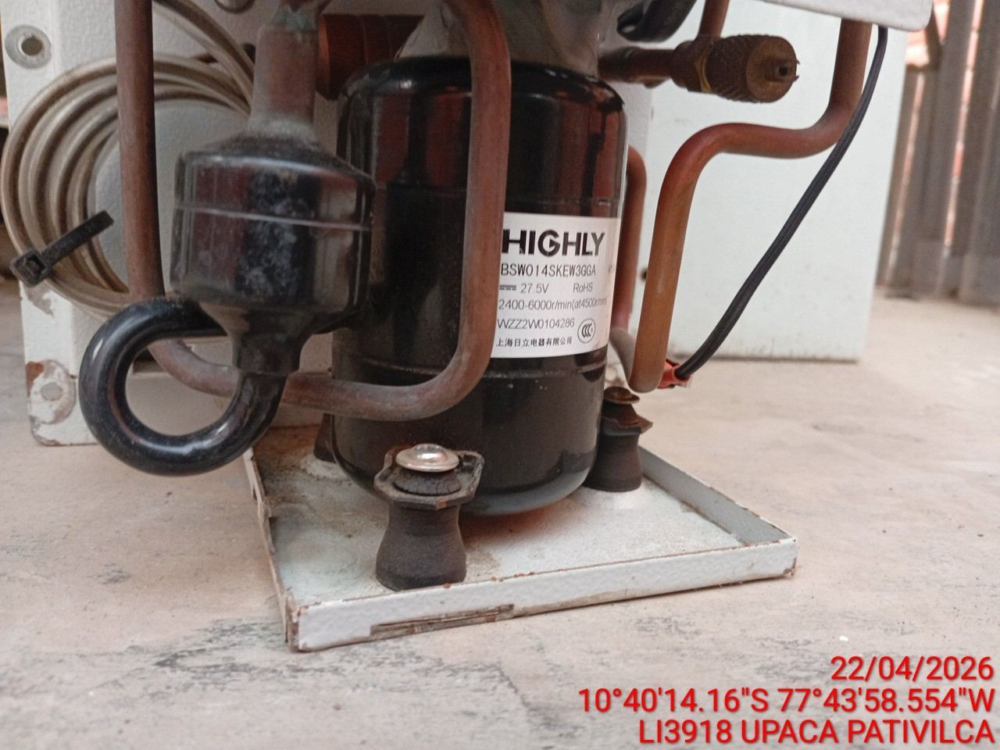 HIGHLY
BSW014SKEW3GGA
27.5V RoHS
2400-6000r/min(at4500r/min)
WZZ2W0104286
上海日立电器有限公司
22/04/2026
10°40'14.16"S 77°43'58.554"W
LI3918 UPACA PATIVILCA